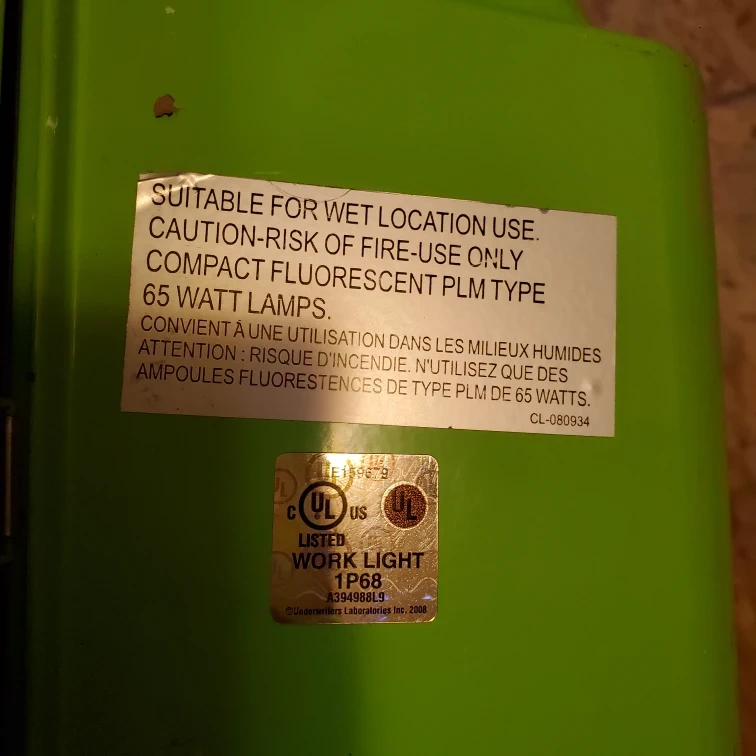 SUITABLE FOR WET LOCATION USE.
CAUTION-RISK OF FIRE-USE ONLY
COMPACT FLUORESCENT PLM TYPE
65 WATT LAMPS.
CONVIENT À UNE UTILISATION DANS LES MILIEUX HUMIDES
ATTENTION : RISQUE D'INCENDIE. N'UTILISEZ QUE DES
AMPOULES FLUORESTENCES DE TYPE PLM DE 65 WATTS.
CL-080934
E159679
C UL US UL
LISTED
WORK LIGHT
1P68
A394988L9
©Underwriters Laboratories Inc. 2008